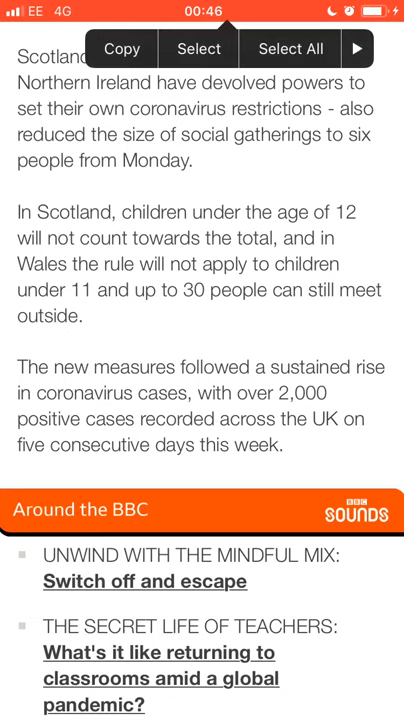 EE 4G 00:46
Copy Select Select All
Scotland
Northern Ireland have devolved powers to
set their own coronavirus restrictions - also
reduced the size of social gatherings to six
people from Monday.
In Scotland, children under the age of 12
will not count towards the total, and in
Wales the rule will not apply to children
under 11 and up to 30 people can still meet
outside.
The new measures followed a sustained rise
in coronavirus cases, with over 2,000
positive cases recorded across the UK on
five consecutive days this week.
Around the BBC
BBC
SOUNDS
UNWIND WITH THE MINDFUL MIX:
Switch off and escape
THE SECRET LIFE OF TEACHERS:
What's it like returning to
classrooms amid a global
pandemic?